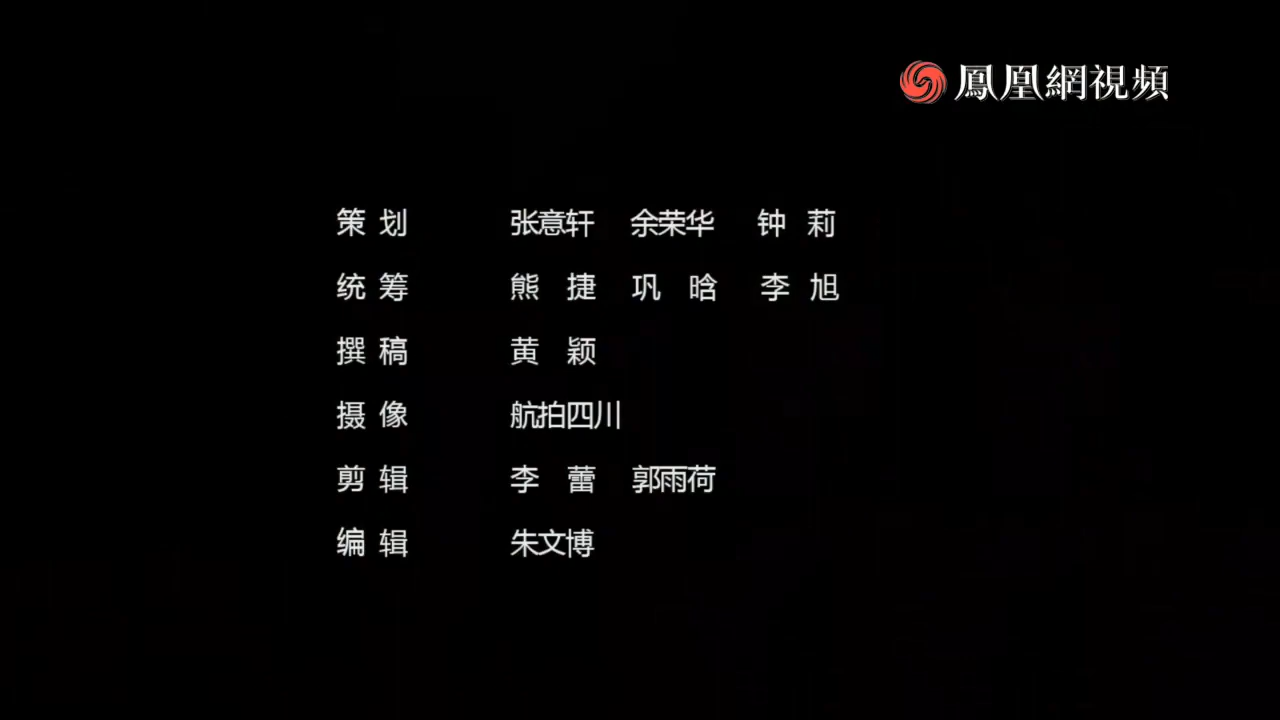 鳳凰網視頻
策划 张意轩 余荣华 钟莉
统筹 熊捷 巩晗 李旭
撰稿 黄颖
摄像 航拍四川
剪辑 李蕾 郭雨荷
编辑 朱文博